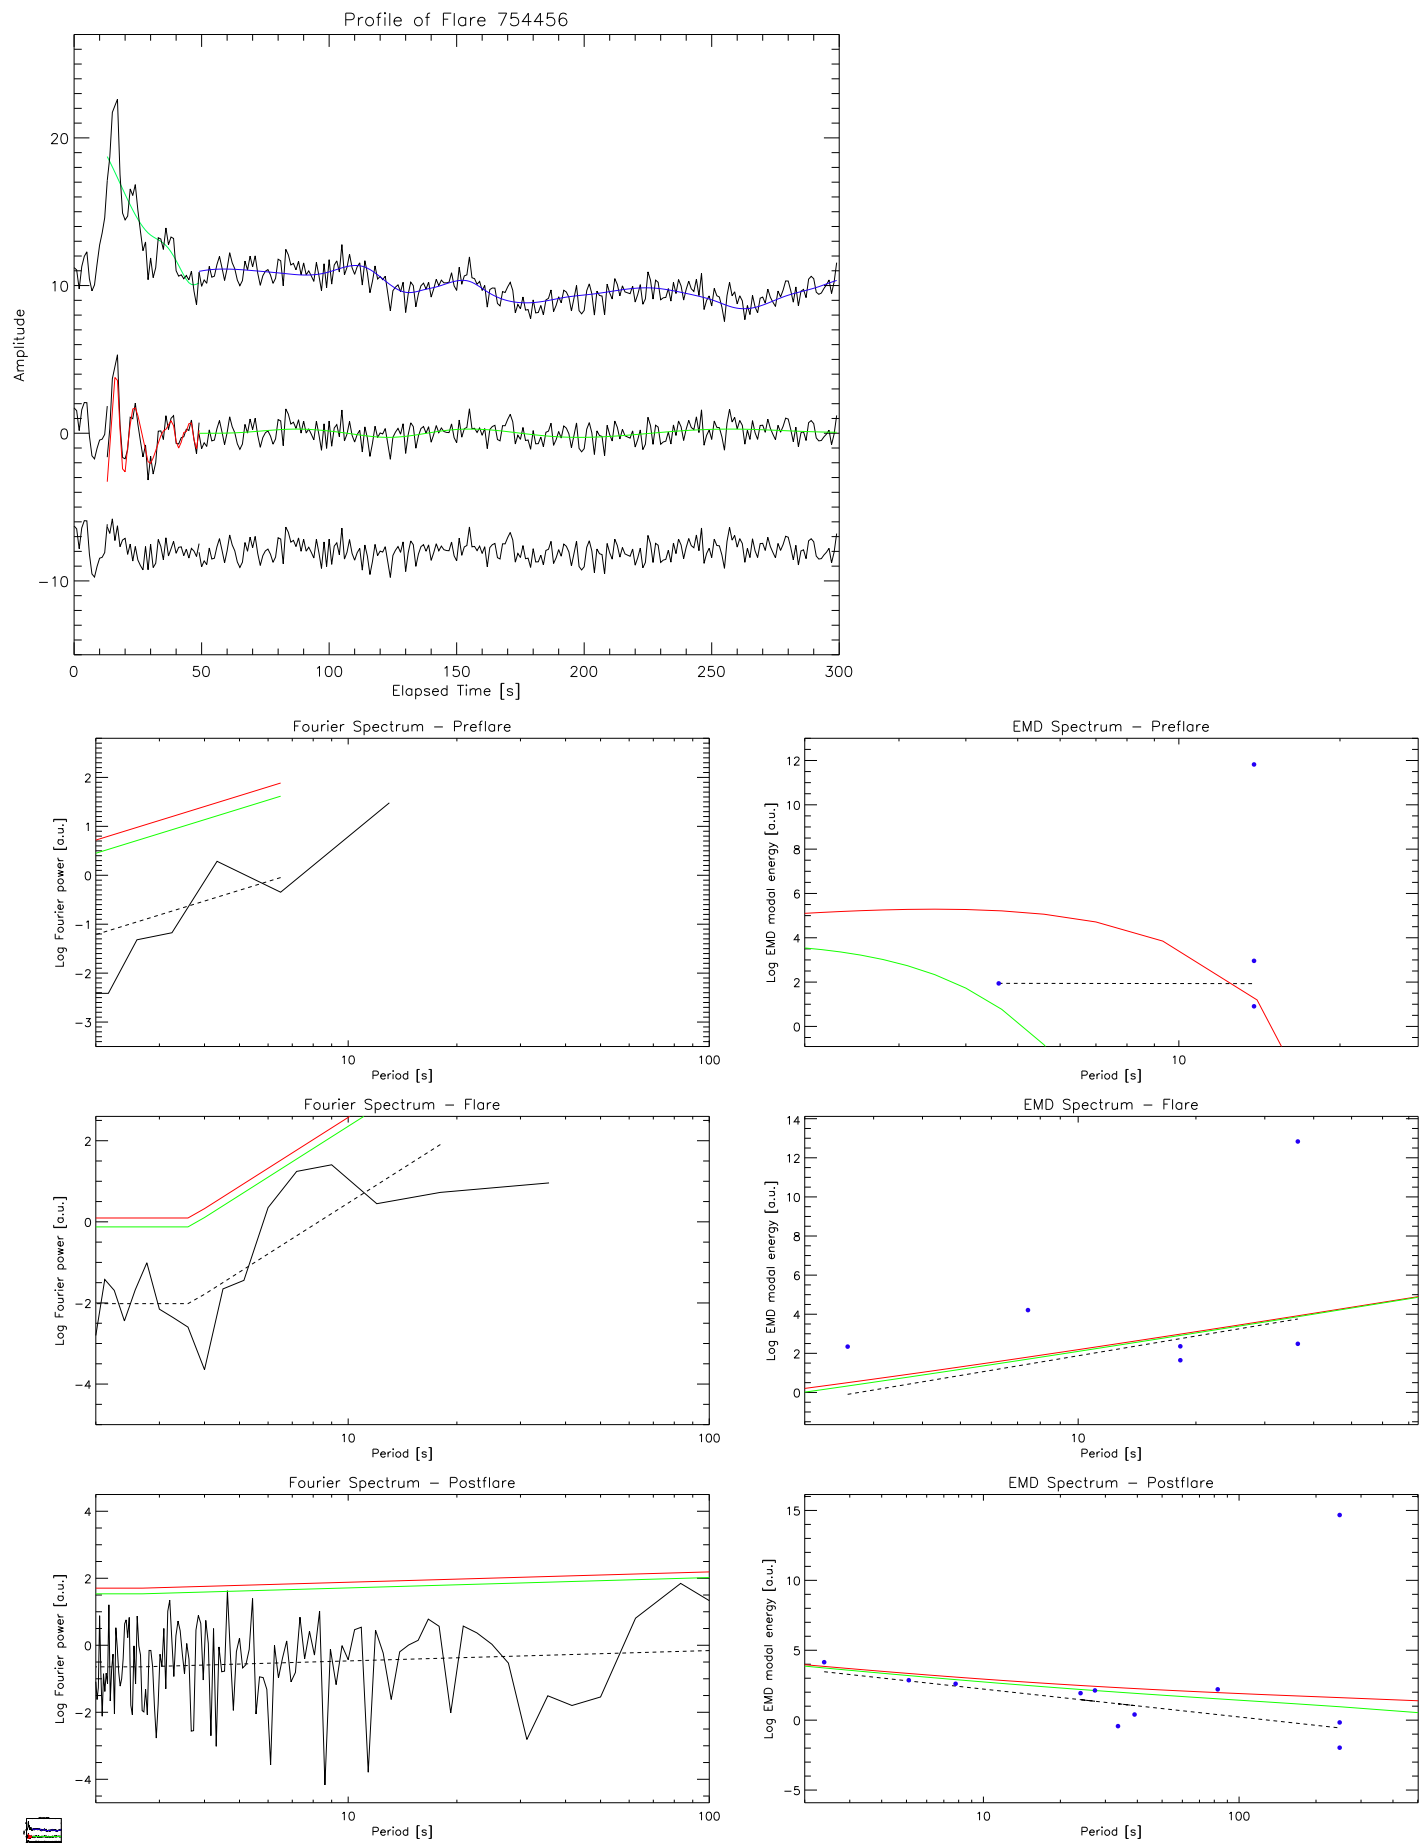 Profile of Flare 754456
20
10
0
−10
Amplitude
0 50 100 150 200 250 300
Elapsed Time [s]
Fourier Spectrum − Preflare
2
1
0
−1
−2
−3
Log Fourier power [a.u.]
10 100
Period [s]
EMD Spectrum − Preflare
12
10
8
6
4
2
0
Log EMD modal energy [a.u.]
10
Period [s]
Fourier Spectrum − Flare
2
0
−2
−4
Log Fourier power [a.u.]
10 100
Period [s]
EMD Spectrum − Flare
14
12
10
8
6
4
2
0
Log EMD modal energy [a.u.]
10
Period [s]
Fourier Spectrum − Postflare
4
2
0
−2
−4
Log Fourier power [a.u.]
10 100
Period [s]
EMD Spectrum − Postflare
15
10
5
0
−5
Log EMD modal energy [a.u.]
10 100
Period [s]